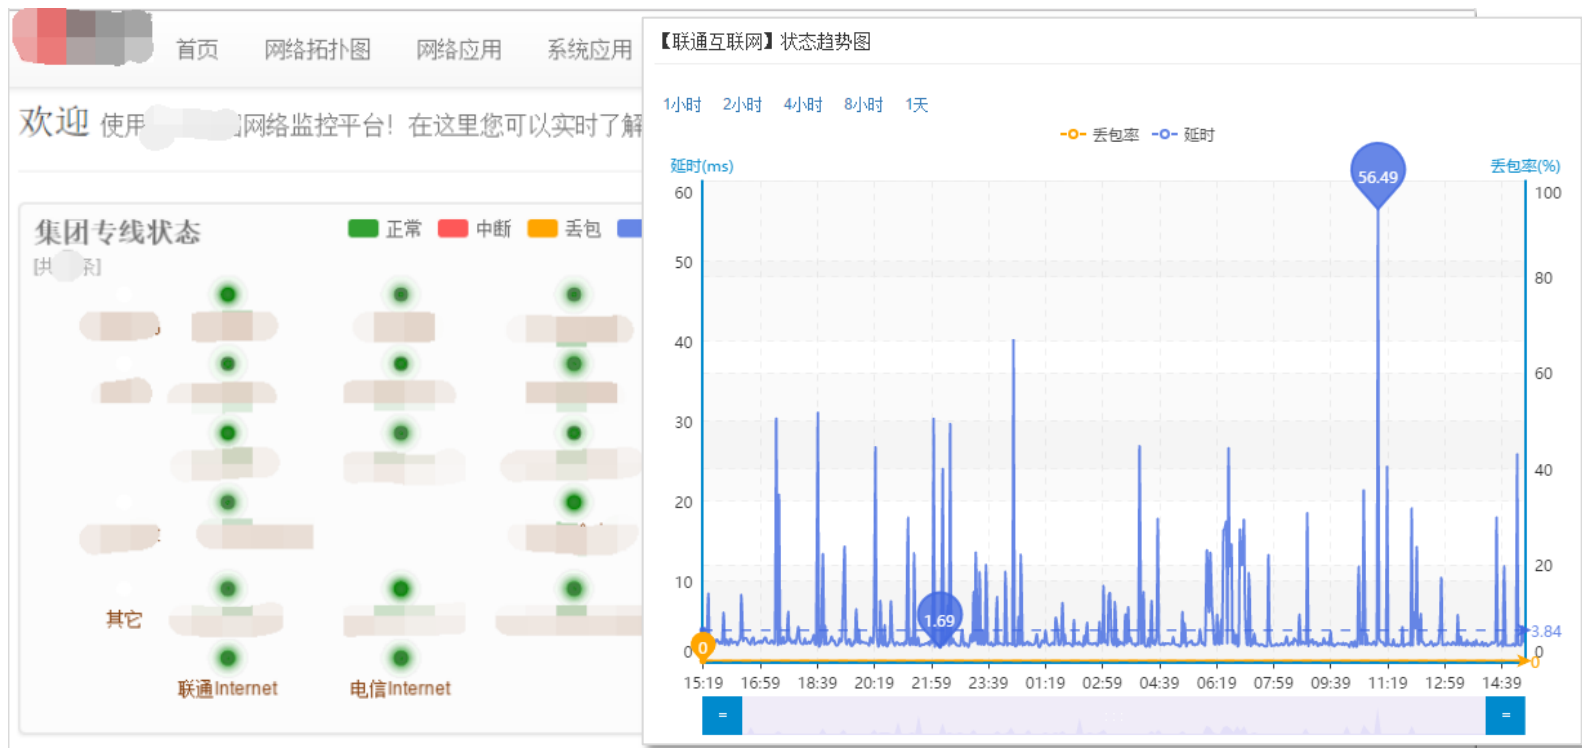 首页 网络拓扑图 网络应用 系统应用
欢迎 使用 网络监控平台！在这里您可以实时了解
集团专线状态
正常 中断 丢包
[共 条]
其它
联通Internet 电信Internet
【联通互联网】状态趋势图
1小时 2小时 4小时 8小时 1天
丢包率 延时
延时(ms) 丢包率(%)
60 50 40 30 20 10 0
100 80 60 40 20 0
56.49
1.69
3.84
0
0
15:19 16:59 18:39 20:19 21:59 23:39 01:19 02:59 04:39 06:19 07:59 09:39 11:19 12:59 14:39